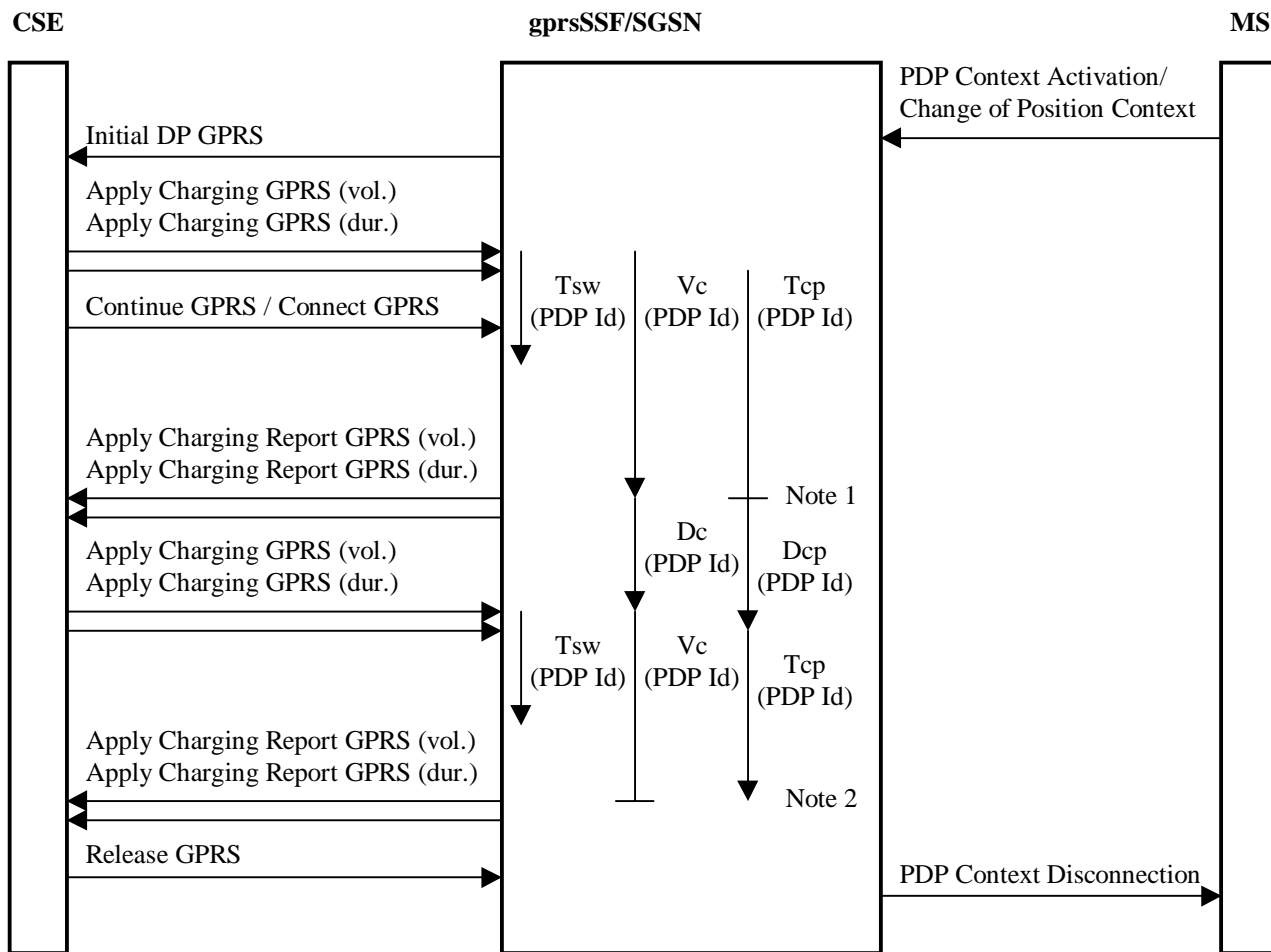 CSE
gprsSSF/SGSN
MS
PDP Context Activation/
Change of Position Context
Initial DP GPRS
Apply Charging GPRS (vol.)
Apply Charging GPRS (dur.)
Tsw
(PDP Id)
Vc
(PDP Id)
Tcp
(PDP Id)
Continue GPRS / Connect GPRS
Apply Charging Report GPRS (vol.)
Apply Charging Report GPRS (dur.)
Note 1
Dc
(PDP Id)
Dcp
(PDP Id)
Apply Charging GPRS (vol.)
Apply Charging GPRS (dur.)
Tsw
(PDP Id)
Vc
(PDP Id)
Tcp
(PDP Id)
Apply Charging Report GPRS (vol.)
Apply Charging Report GPRS (dur.)
Note 2
Release GPRS
PDP Context Disconnection